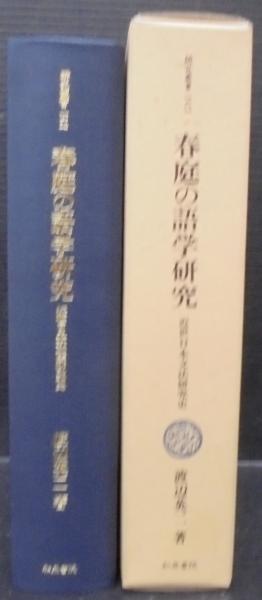 研究叢書
春庭の語学研究
近世日本文法研究史
渡辺英二 著
和泉書院
研究叢書
春庭の語学研究
近世日本文法研究史
渡辺英二 著
和泉書院